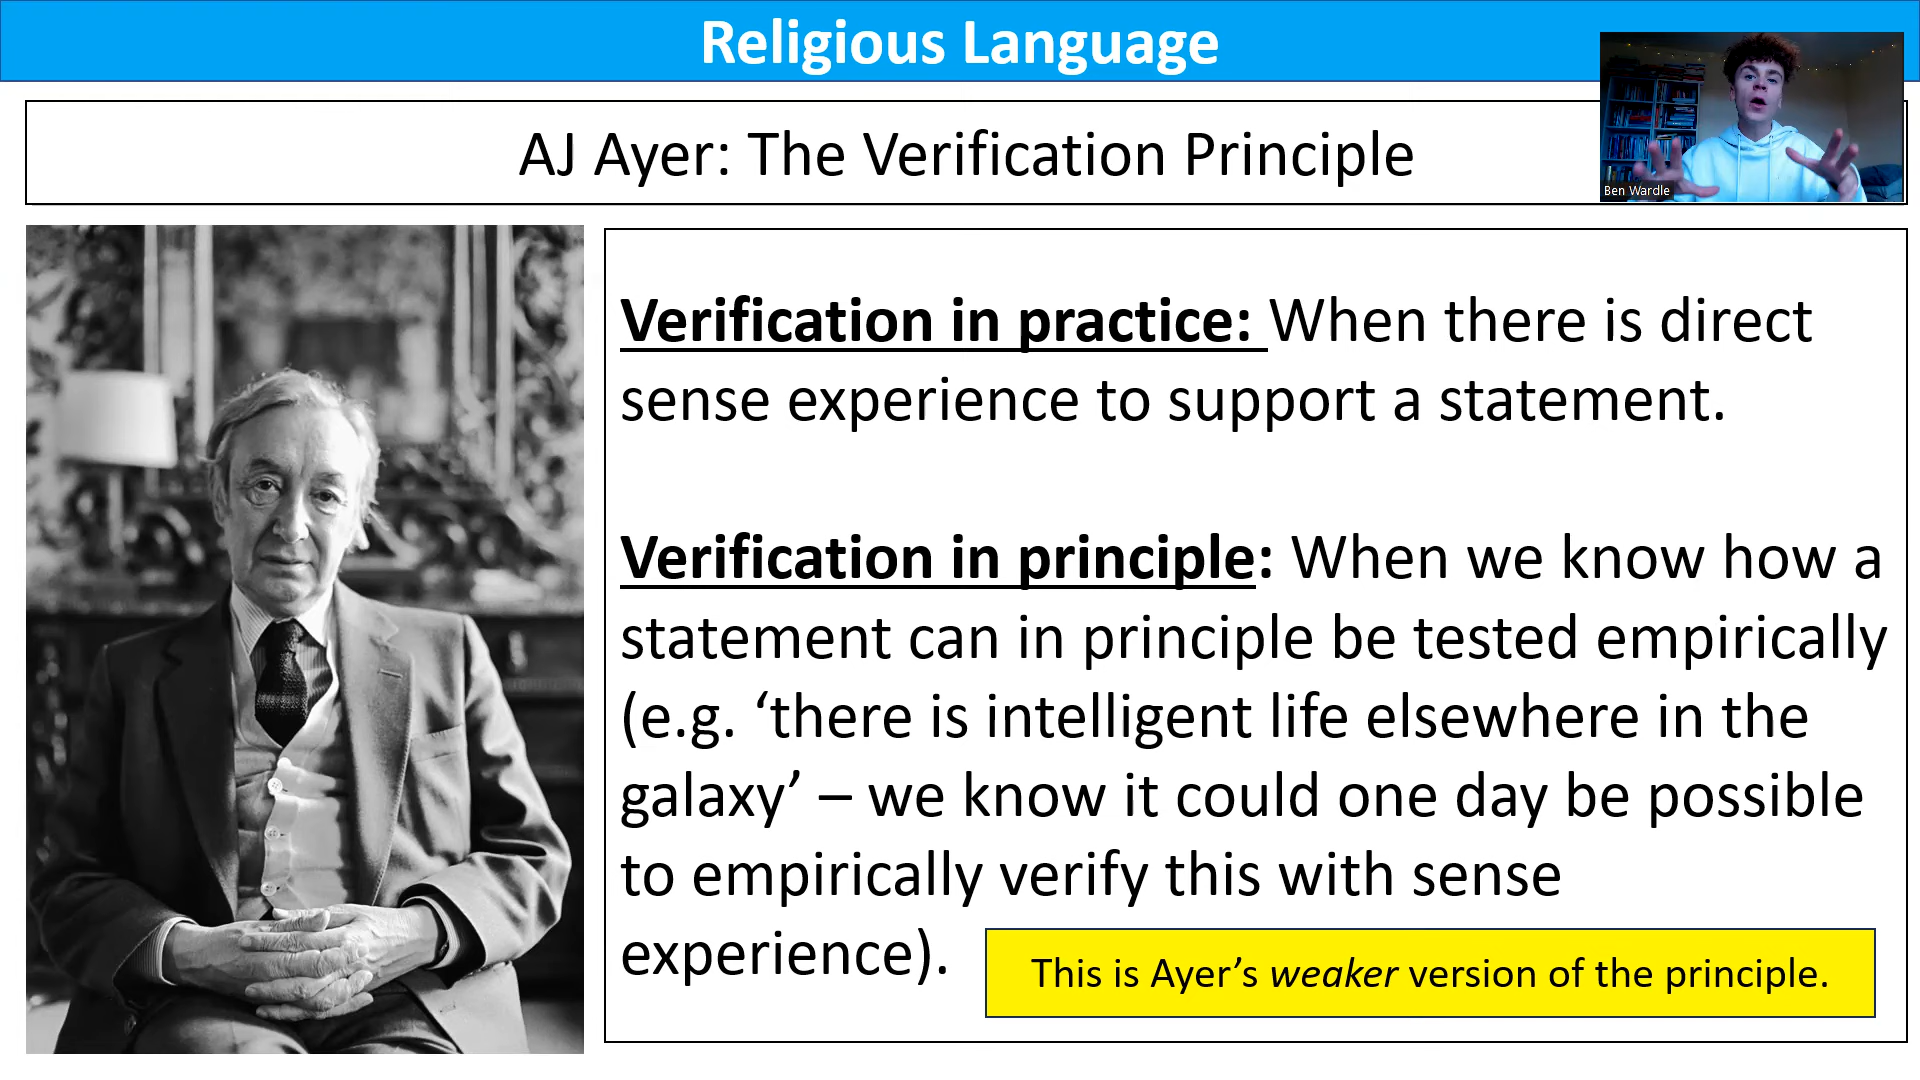 Religious Language
AJ Ayer: The Verification Principle
Ben Wardle
Verification in practice: When there is direct
sense experience to support a statement.
Verification in principle: When we know how a
statement can in principle be tested empirically
(e.g. ‘there is intelligent life elsewhere in the
galaxy’ – we know it could one day be possible
to empirically verify this with sense
experience).
This is Ayer’s weaker version of the principle.